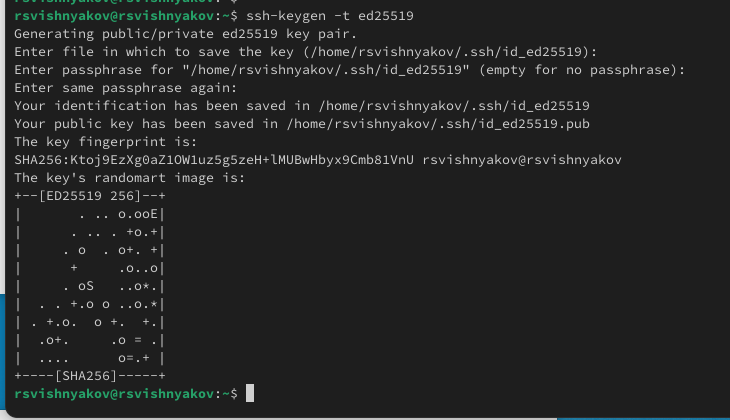 rsvishnyakov@rsvishnyakov:~$ ssh-keygen -t ed25519
Generating public/private ed25519 key pair.
Enter file in which to save the key (/home/rsvishnyakov/.ssh/id_ed25519):
Enter passphrase for "/home/rsvishnyakov/.ssh/id_ed25519" (empty for no passphrase):
Enter same passphrase again:
Your identification has been saved in /home/rsvishnyakov/.ssh/id_ed25519
Your public key has been saved in /home/rsvishnyakov/.ssh/id_ed25519.pub
The key fingerprint is:
SHA256:Ktoj9EzXg0aZ1OW1uz5g5zeH+lMUBwHbyx9Cmb81VnU rsvishnyakov@rsvishnyakov
The key's randomart image is:
+--[ED25519 256]--+
|       . .. o.ooE|
|      . .. . +o.+|
|     . o  . o+. +|
|      +     .o..o|
|     . oS   ..o*.|
|  . . +.o o ..o.*|
| . +.o.  o +.  +.|
|  .o+.     .o = .|
|  ....      o=.+ |
+----[SHA256]-----+
rsvishnyakov@rsvishnyakov:~$